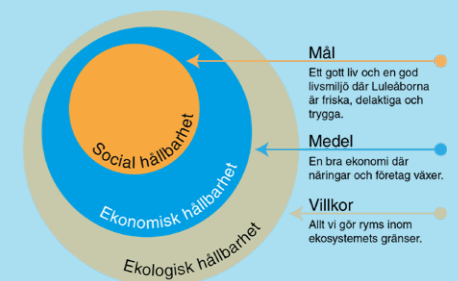 Social hållbarhet
Ekonomisk hållbarhet
Ekologisk hållbarhet
Mål
Ett gott liv och en god
livsmiljö där Luleåborna
är friska, delaktiga och
trygga.
Medel
En bra ekonomi där
näringar och företag växer.
Villkor
Allt vi gör ryms inom
ekosystemets gränser.